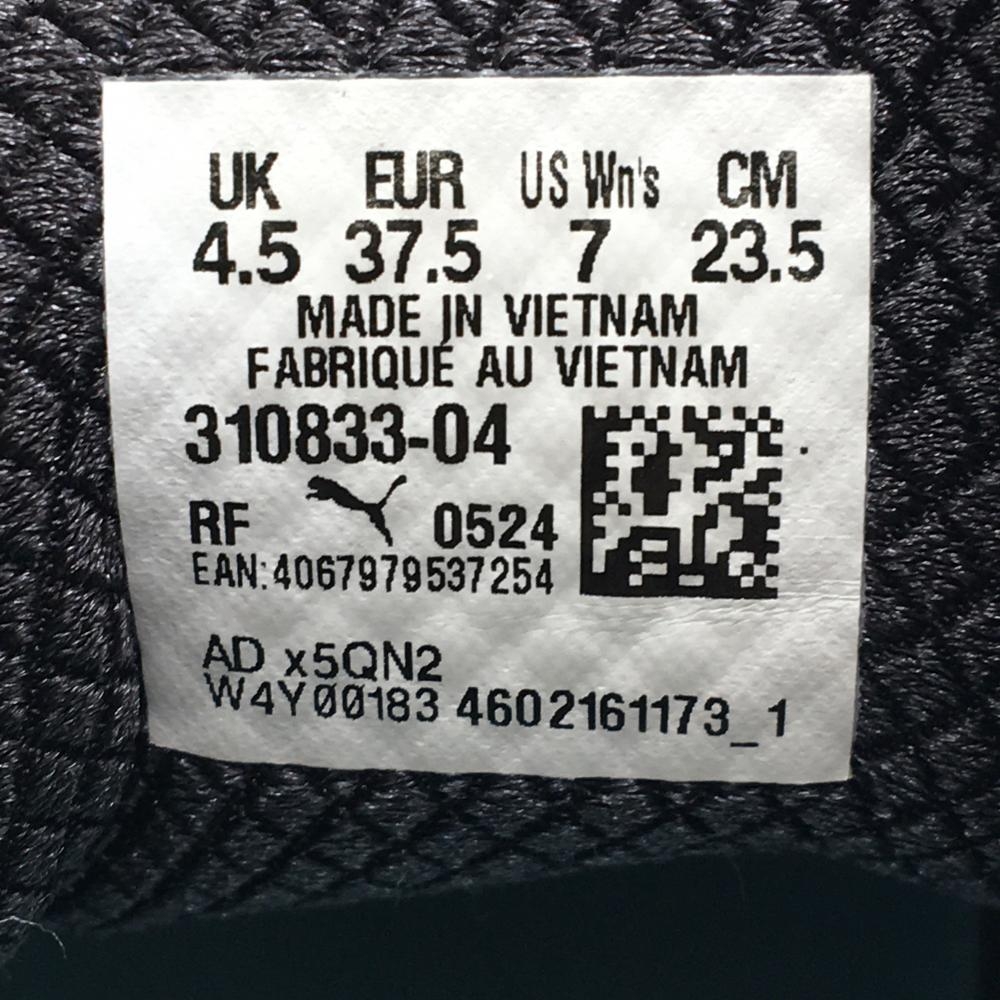 UK EUR US Wn's CM
4.5 37.5 7 23.5
MADE IN VIETNAM
FABRIQUÉ AU VIETNAM
310833-04
RF 0524
EAN:4067979537254
AD x5QN2
W4Y00183 4602161173_1